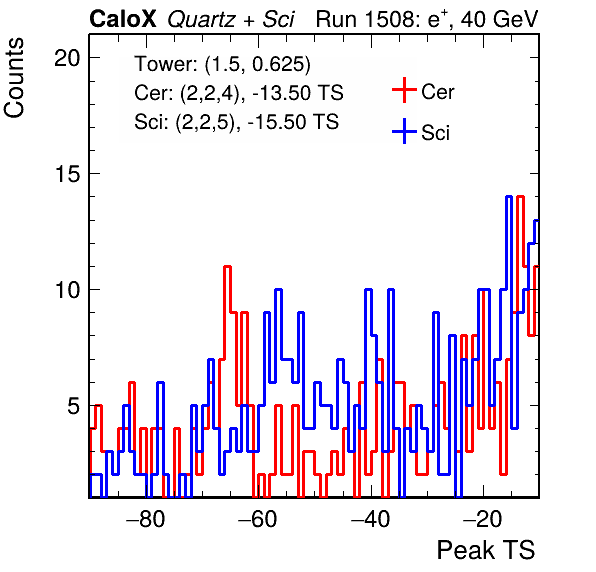 CaloX Quartz + Sci Run 1508: e+, 40 GeV
Counts
Tower: (1.5, 0.625)
Cer: (2,2,4), -13.50 TS
Sci: (2,2,5), -15.50 TS
Cer
Sci
20
15
10
5
−80 −60 −40 −20
Peak TS